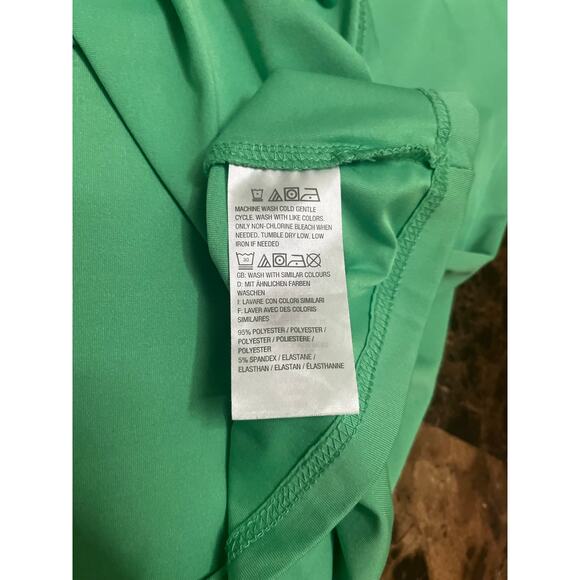 MACHINE WASH COLD GENTLE
CYCLE. WASH WITH LIKE COLORS.
ONLY NON-CHLORINE BLEACH WHEN
NEEDED. TUMBLE DRY LOW. LOW
IRON IF NEEDED
30
GB: WASH WITH SIMILAR COLOURS
D: MIT ÄHNLICHEN FARBEN
WASCHEN
I: LAVARE CON COLORI SIMILARI
F: LAVER AVEC DES COLORIS
SIMILAIRES
95% POLYESTER / POLYESTER /
POLYESTER / POLIESTERE /
POLYESTER
5% SPANDEX / ELASTANE /
ELASTHAN / ELASTAN / ÉLASTHANNE